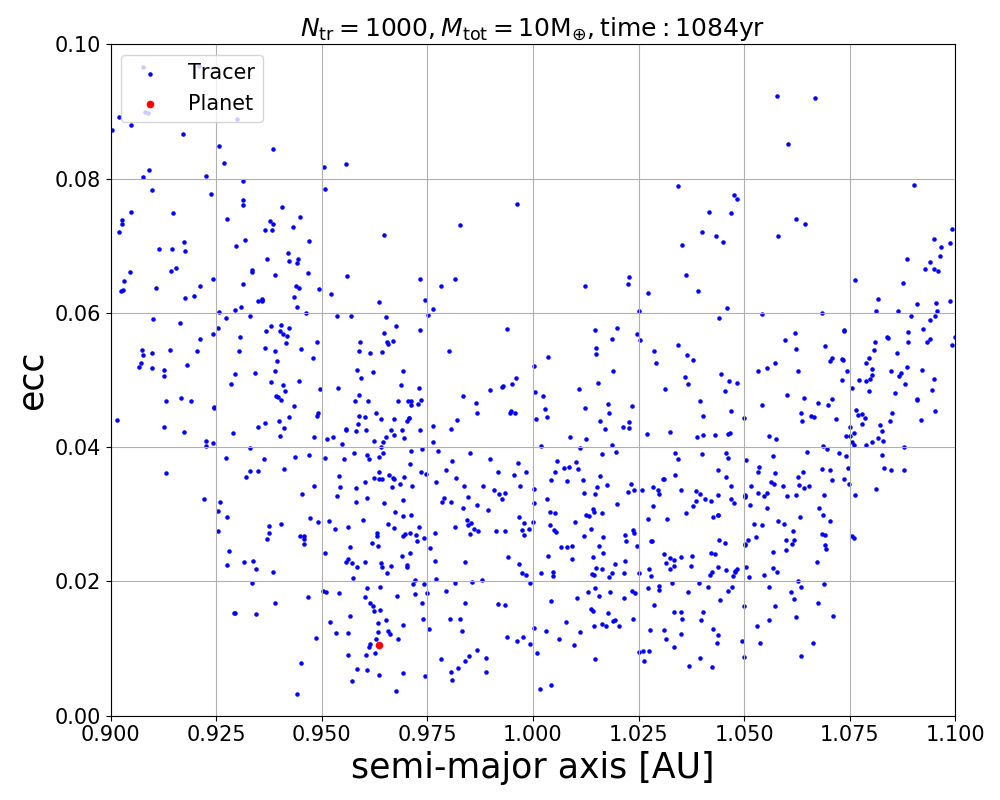 N_tr = 1000, M_tot = 10M_⊕, time : 1084yr
0.10
0.08
0.06
0.04
0.02
0.00
ecc
Tracer
Planet
0.900 0.925 0.950 0.975 1.000 1.025 1.050 1.075 1.100
semi-major axis [AU]